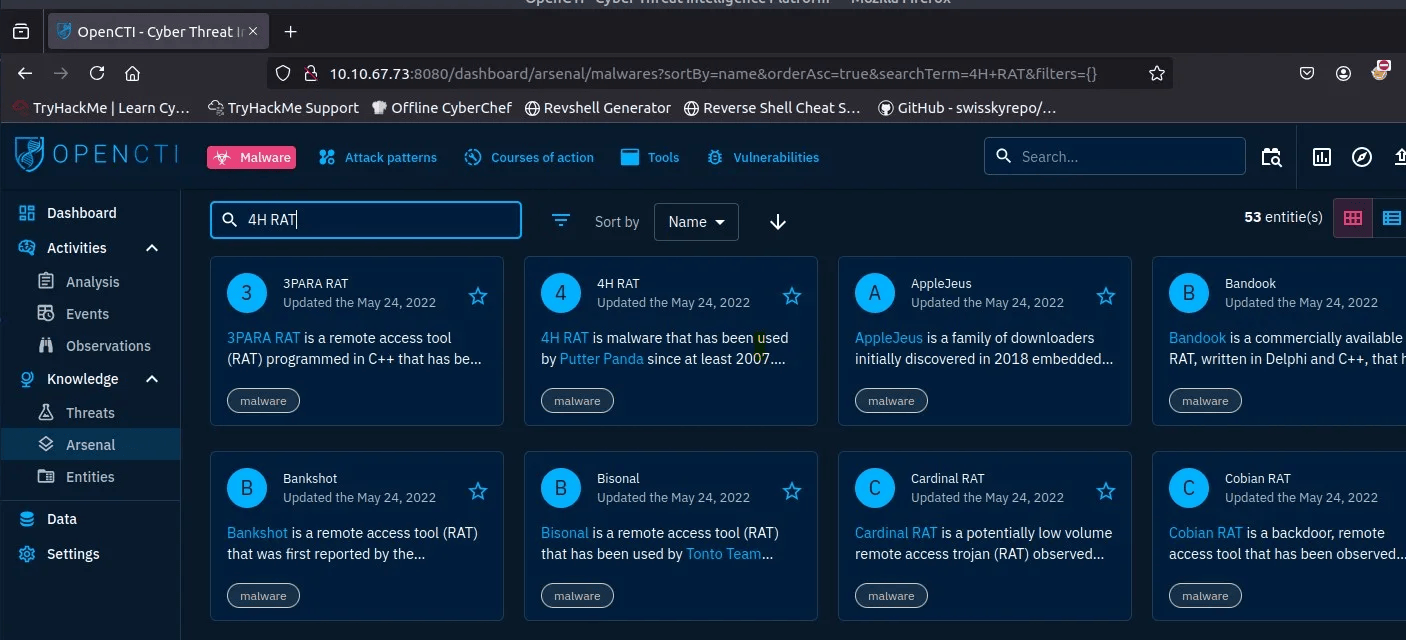 OpenCTI - Cyber Threat Intelligence Platform — Mozilla Firefox
OpenCTI - Cyber Threat In
10.10.67.73:8080/dashboard/arsenal/malwares?sortBy=name&orderAsc=true&searchTerm=4H+RAT&filters={}
TryHackMe | Learn Cy… TryHackMe Support Offline CyberChef Revshell Generator Reverse Shell Cheat S… GitHub - swisskyrepo/…
OPENCTI Malware Attack patterns Courses of action Tools Vulnerabilities Search...
Dashboard
Activities
Analysis
Events
Observations
Knowledge
Threats
Arsenal
Entities
Data
Settings
4H RAT Sort by Name 53 entitie(s)
3 3PARA RAT
Updated the May 24, 2022
3PARA RAT is a remote access tool
(RAT) programmed in C++ that has be...
malware
4 4H RAT
Updated the May 24, 2022
4H RAT is malware that has been used
by Putter Panda since at least 2007....
malware
A AppleJeus
Updated the May 24, 2022
AppleJeus is a family of downloaders
initially discovered in 2018 embedded...
malware
B Bandook
Updated the May 24, 2022
Bandook is a commercially available
RAT, written in Delphi and C++, that h
malware
B Bankshot
Updated the May 24, 2022
Bankshot is a remote access tool (RAT)
that was first reported by the...
malware
B Bisonal
Updated the May 24, 2022
Bisonal is a remote access tool (RAT)
that has been used by Tonto Team...
malware
C Cardinal RAT
Updated the May 24, 2022
Cardinal RAT is a potentially low volume
remote access trojan (RAT) observed...
malware
C Cobian RAT
Updated the May 24, 2022
Cobian RAT is a backdoor, remote
access tool that has been observed...
malware